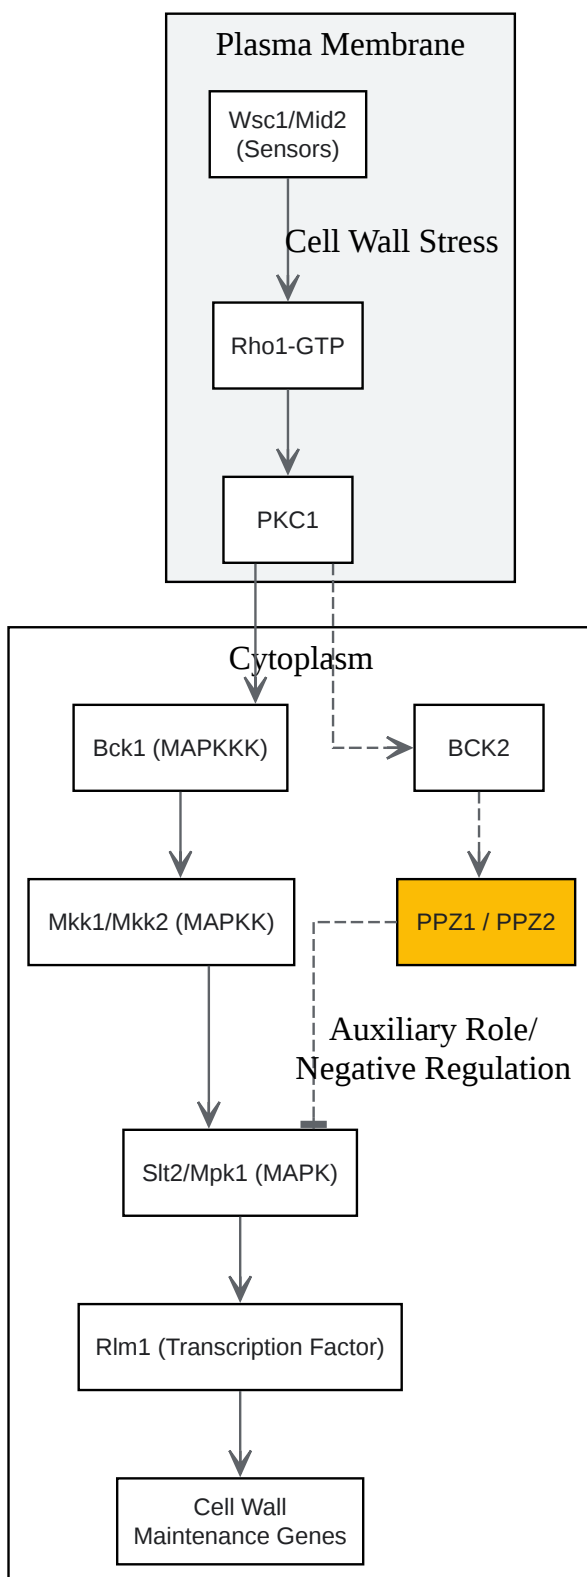 Plasma Membrane
Wsc1/Mid2
(Sensors)
Cell Wall Stress
Rho1-GTP
PKC1
Cytoplasm
Bck1 (MAPKKK)
BCK2
Mkk1/Mkk2 (MAPKK)
PPZ1 / PPZ2
Auxiliary Role/
Negative Regulation
Slt2/Mpk1 (MAPK)
Rlm1 (Transcription Factor)
Cell Wall
Maintenance Genes